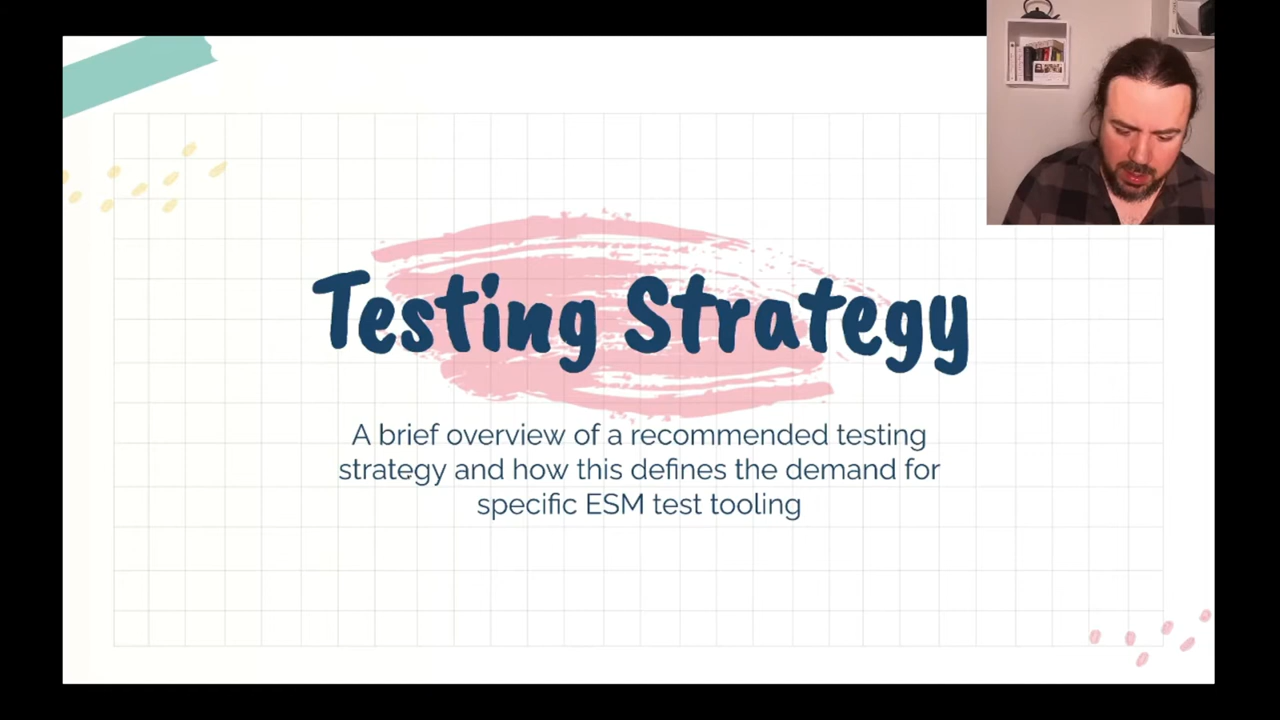 Testing Strategy
A brief overview of a recommended testing
strategy and how this defines the demand for
specific ESM test tooling